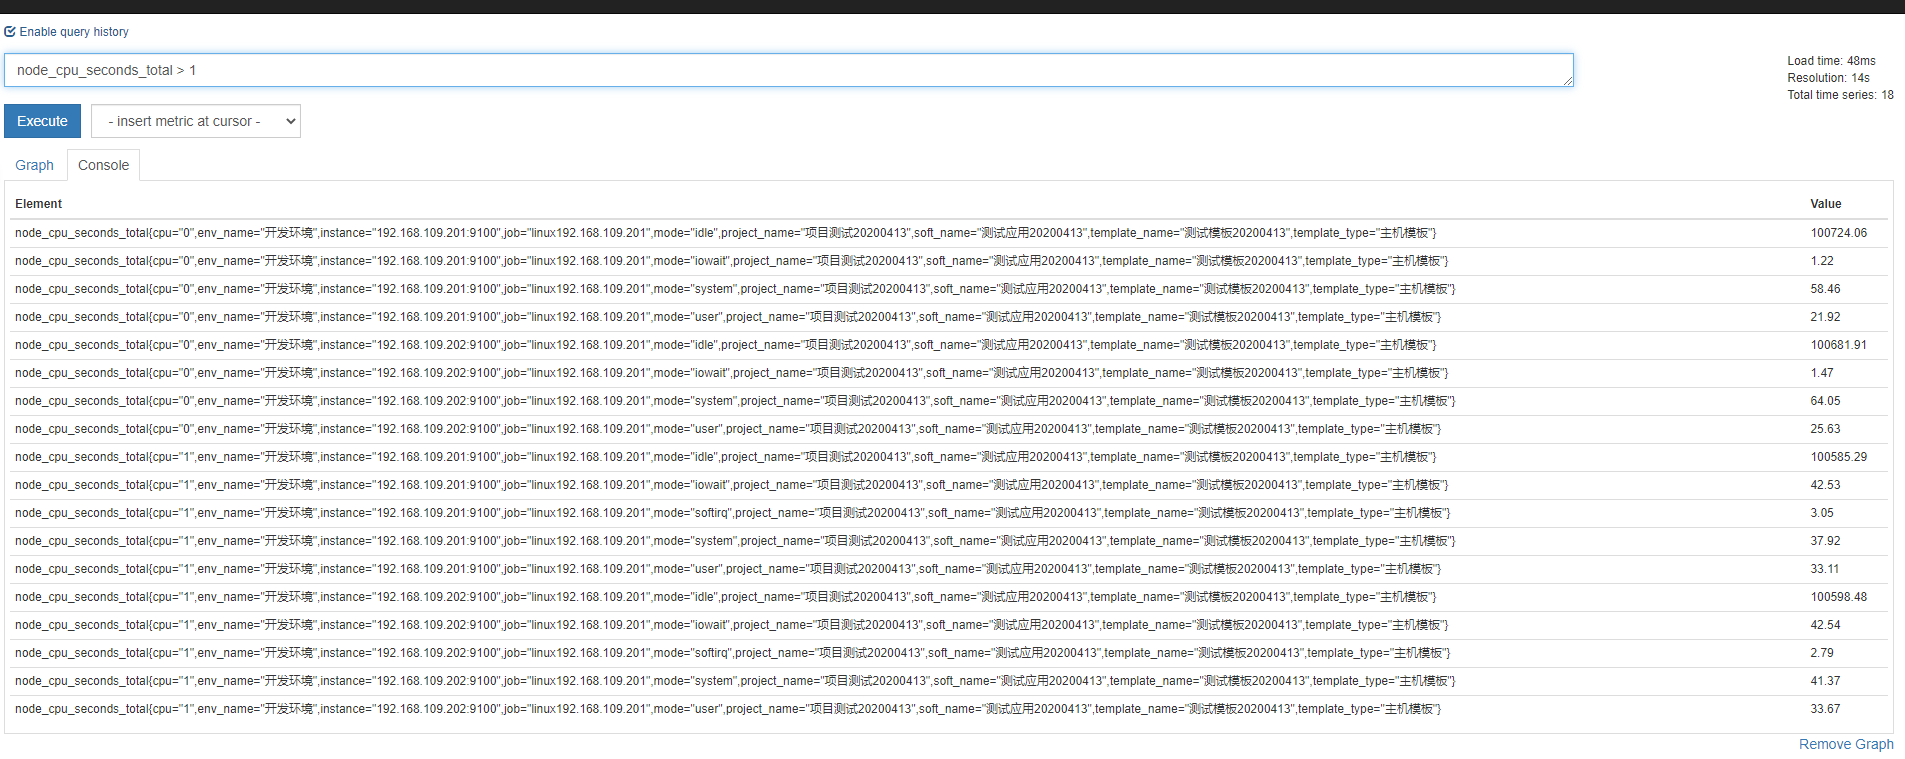 Enable query history
node_cpu_seconds_total > 1
Load time: 48ms
Resolution: 14s
Total time series: 18
Execute
- insert metric at cursor -
Graph
Console
Element Value
node_cpu_seconds_total{cpu="0",env_name="开发环境",instance="192.168.109.201:9100",job="linux192.168.109.201",mode="idle",project_name="项目测试20200413",soft_name="测试应用20200413",template_name="测试模板20200413",template_type="主机模板"} 100724.06
node_cpu_seconds_total{cpu="0",env_name="开发环境",instance="192.168.109.201:9100",job="linux192.168.109.201",mode="iowait",project_name="项目测试20200413",soft_name="测试应用20200413",template_name="测试模板20200413",template_type="主机模板"} 1.22
node_cpu_seconds_total{cpu="0",env_name="开发环境",instance="192.168.109.201:9100",job="linux192.168.109.201",mode="system",project_name="项目测试20200413",soft_name="测试应用20200413",template_name="测试模板20200413",template_type="主机模板"} 58.46
node_cpu_seconds_total{cpu="0",env_name="开发环境",instance="192.168.109.201:9100",job="linux192.168.109.201",mode="user",project_name="项目测试20200413",soft_name="测试应用20200413",template_name="测试模板20200413",template_type="主机模板"} 21.92
node_cpu_seconds_total{cpu="0",env_name="开发环境",instance="192.168.109.202:9100",job="linux192.168.109.201",mode="idle",project_name="项目测试20200413",soft_name="测试应用20200413",template_name="测试模板20200413",template_type="主机模板"} 100681.91
node_cpu_seconds_total{cpu="0",env_name="开发环境",instance="192.168.109.202:9100",job="linux192.168.109.201",mode="iowait",project_name="项目测试20200413",soft_name="测试应用20200413",template_name="测试模板20200413",template_type="主机模板"} 1.47
node_cpu_seconds_total{cpu="0",env_name="开发环境",instance="192.168.109.202:9100",job="linux192.168.109.201",mode="system",project_name="项目测试20200413",soft_name="测试应用20200413",template_name="测试模板20200413",template_type="主机模板"} 64.05
node_cpu_seconds_total{cpu="0",env_name="开发环境",instance="192.168.109.202:9100",job="linux192.168.109.201",mode="user",project_name="项目测试20200413",soft_name="测试应用20200413",template_name="测试模板20200413",template_type="主机模板"} 25.63
node_cpu_seconds_total{cpu="1",env_name="开发环境",instance="192.168.109.201:9100",job="linux192.168.109.201",mode="idle",project_name="项目测试20200413",soft_name="测试应用20200413",template_name="测试模板20200413",template_type="主机模板"} 100585.29
node_cpu_seconds_total{cpu="1",env_name="开发环境",instance="192.168.109.201:9100",job="linux192.168.109.201",mode="iowait",project_name="项目测试20200413",soft_name="测试应用20200413",template_name="测试模板20200413",template_type="主机模板"} 42.53
node_cpu_seconds_total{cpu="1",env_name="开发环境",instance="192.168.109.201:9100",job="linux192.168.109.201",mode="softirq",project_name="项目测试20200413",soft_name="测试应用20200413",template_name="测试模板20200413",template_type="主机模板"} 3.05
node_cpu_seconds_total{cpu="1",env_name="开发环境",instance="192.168.109.201:9100",job="linux192.168.109.201",mode="system",project_name="项目测试20200413",soft_name="测试应用20200413",template_name="测试模板20200413",template_type="主机模板"} 37.92
node_cpu_seconds_total{cpu="1",env_name="开发环境",instance="192.168.109.201:9100",job="linux192.168.109.201",mode="user",project_name="项目测试20200413",soft_name="测试应用20200413",template_name="测试模板20200413",template_type="主机模板"} 33.11
node_cpu_seconds_total{cpu="1",env_name="开发环境",instance="192.168.109.202:9100",job="linux192.168.109.201",mode="idle",project_name="项目测试20200413",soft_name="测试应用20200413",template_name="测试模板20200413",template_type="主机模板"} 100598.48
node_cpu_seconds_total{cpu="1",env_name="开发环境",instance="192.168.109.202:9100",job="linux192.168.109.201",mode="iowait",project_name="项目测试20200413",soft_name="测试应用20200413",template_name="测试模板20200413",template_type="主机模板"} 42.54
node_cpu_seconds_total{cpu="1",env_name="开发环境",instance="192.168.109.202:9100",job="linux192.168.109.201",mode="softirq",project_name="项目测试20200413",soft_name="测试应用20200413",template_name="测试模板20200413",template_type="主机模板"} 2.79
node_cpu_seconds_total{cpu="1",env_name="开发环境",instance="192.168.109.202:9100",job="linux192.168.109.201",mode="system",project_name="项目测试20200413",soft_name="测试应用20200413",template_name="测试模板20200413",template_type="主机模板"} 41.37
node_cpu_seconds_total{cpu="1",env_name="开发环境",instance="192.168.109.202:9100",job="linux192.168.109.201",mode="user",project_name="项目测试20200413",soft_name="测试应用20200413",template_name="测试模板20200413",template_type="主机模板"} 33.67
Remove Graph